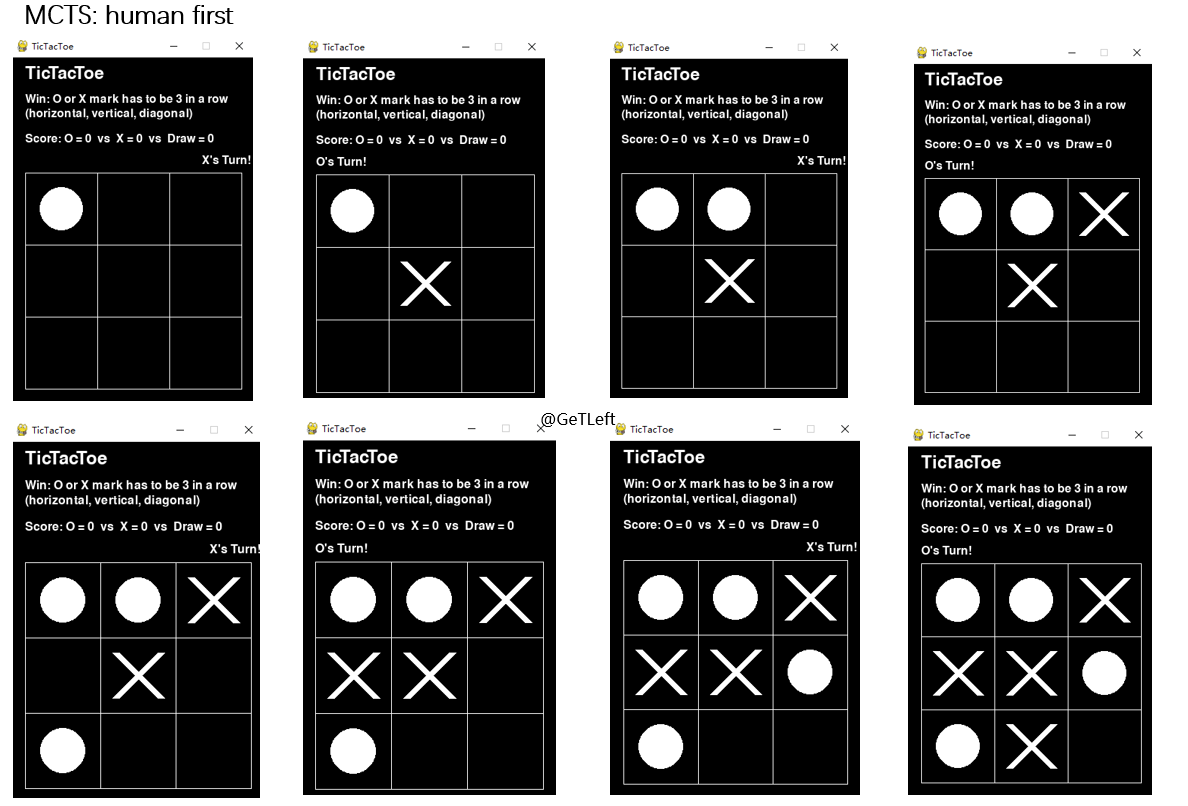 MCTS: human first
TicTacToe
TicTacToe
Win: O or X mark has to be 3 in a row
(horizontal, vertical, diagonal)
Score: O = 0 vs X = 0 vs Draw = 0
X's Turn!
TicTacToe
TicTacToe
Win: O or X mark has to be 3 in a row
(horizontal, vertical, diagonal)
Score: O = 0 vs X = 0 vs Draw = 0
O's Turn!
TicTacToe
TicTacToe
Win: O or X mark has to be 3 in a row
(horizontal, vertical, diagonal)
Score: O = 0 vs X = 0 vs Draw = 0
X's Turn!
TicTacToe
TicTacToe
Win: O or X mark has to be 3 in a row
(horizontal, vertical, diagonal)
Score: O = 0 vs X = 0 vs Draw = 0
O's Turn!
@GeTLeft
TicTacToe
TicTacToe
Win: O or X mark has to be 3 in a row
(horizontal, vertical, diagonal)
Score: O = 0 vs X = 0 vs Draw = 0
X's Turn!
TicTacToe
TicTacToe
Win: O or X mark has to be 3 in a row
(horizontal, vertical, diagonal)
Score: O = 0 vs X = 0 vs Draw = 0
O's Turn!
TicTacToe
TicTacToe
Win: O or X mark has to be 3 in a row
(horizontal, vertical, diagonal)
Score: O = 0 vs X = 0 vs Draw = 0
X's Turn!
TicTacToe
TicTacToe
Win: O or X mark has to be 3 in a row
(horizontal, vertical, diagonal)
Score: O = 0 vs X = 0 vs Draw = 0
O's Turn!